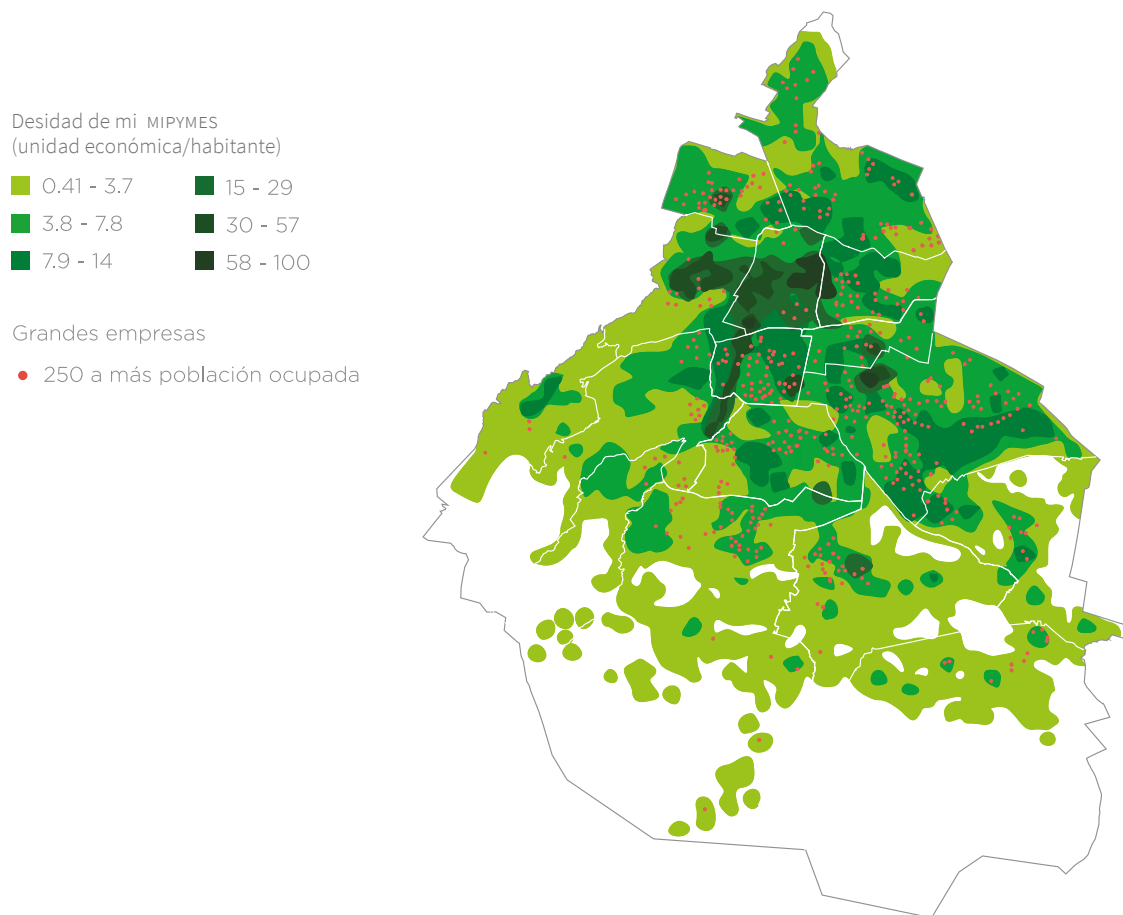 Desidad de mi MIPYMES
(unidad económica/habitante)
0.41 - 3.7
3.8 - 7.8
7.9 - 14
15 - 29
30 - 57
58 - 100
Grandes empresas
250 a más población ocupada